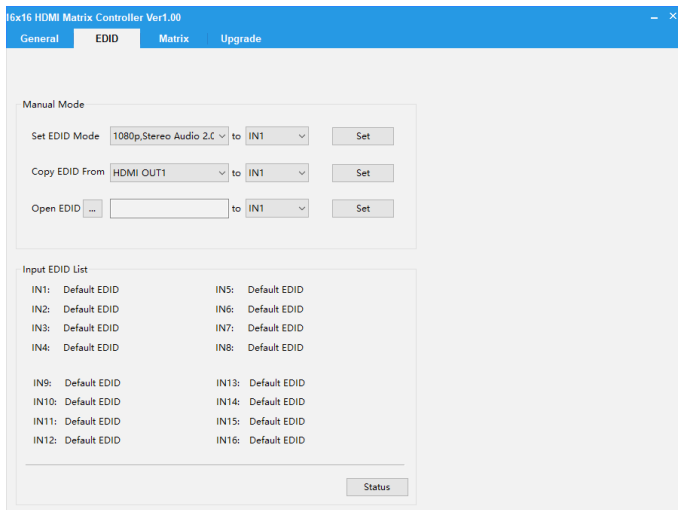 16x16 HDMI Matrix Controller Ver1.00
General EDID Matrix Upgrade
Manual Mode
Set EDID Mode 1080p,Stereo Audio 2.0 to IN1 Set
Copy EDID From HDMI OUT1 to IN1 Set
Open EDID ... to IN1 Set
Input EDID List
IN1: Default EDID IN5: Default EDID
IN2: Default EDID IN6: Default EDID
IN3: Default EDID IN7: Default EDID
IN4: Default EDID IN8: Default EDID
IN9: Default EDID IN13: Default EDID
IN10: Default EDID IN14: Default EDID
IN11: Default EDID IN15: Default EDID
IN12: Default EDID IN16: Default EDID
Status